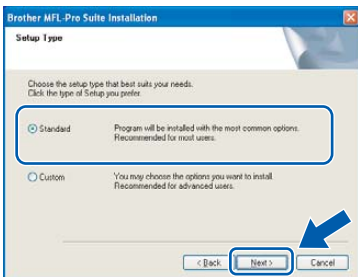 Brother MFL-Pro Suite Installation
Setup Type
Choose the setup type that best suits your needs.
Click the type of Setup you prefer.
Standard
Program will be installed with the most common options.
Recommended for most users.
Custom
You may choose the options you want to install.
Recommended for advanced users.
< Back
Next >
Cancel